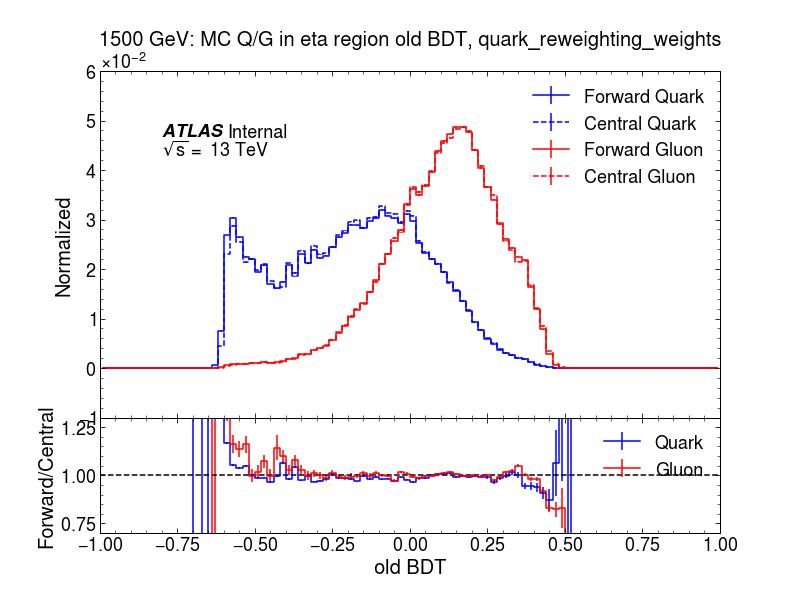 1500 GeV: MC Q/G in eta region old BDT, quark_reweighting_weights
×10⁻²
6
5
4
3
2
1
0
−1
Normalized
ATLAS Internal
√s = 13 TeV
Forward Quark
Central Quark
Forward Gluon
Central Gluon
1.25
1.00
0.75
Forward/Central
Quark
Gluon
−1.00 −0.75 −0.50 −0.25 0.00 0.25 0.50 0.75 1.00
old BDT